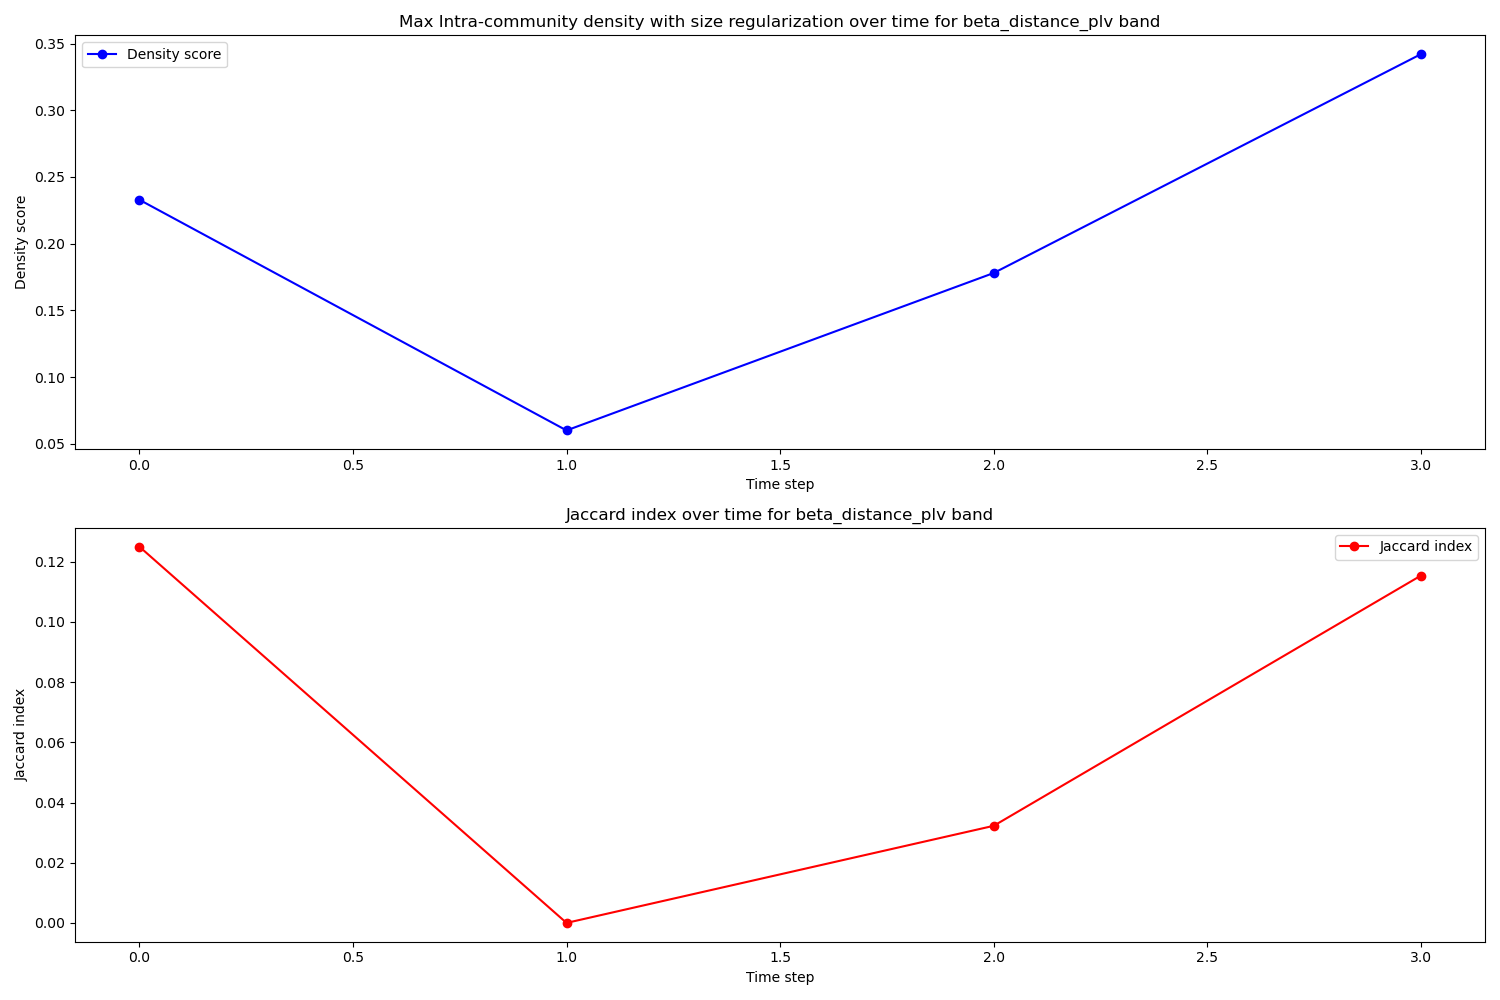 Max Intra-community density with size regularization over time for beta_distance_plv band
Density score
0.35
0.30
0.25
0.20
0.15
0.10
0.05
Density score
0.0 0.5 1.0 1.5 2.0 2.5 3.0
Time step
Jaccard index over time for beta_distance_plv band
Jaccard index
0.12
0.10
0.08
0.06
0.04
0.02
0.00
Jaccard index
0.0 0.5 1.0 1.5 2.0 2.5 3.0
Time step